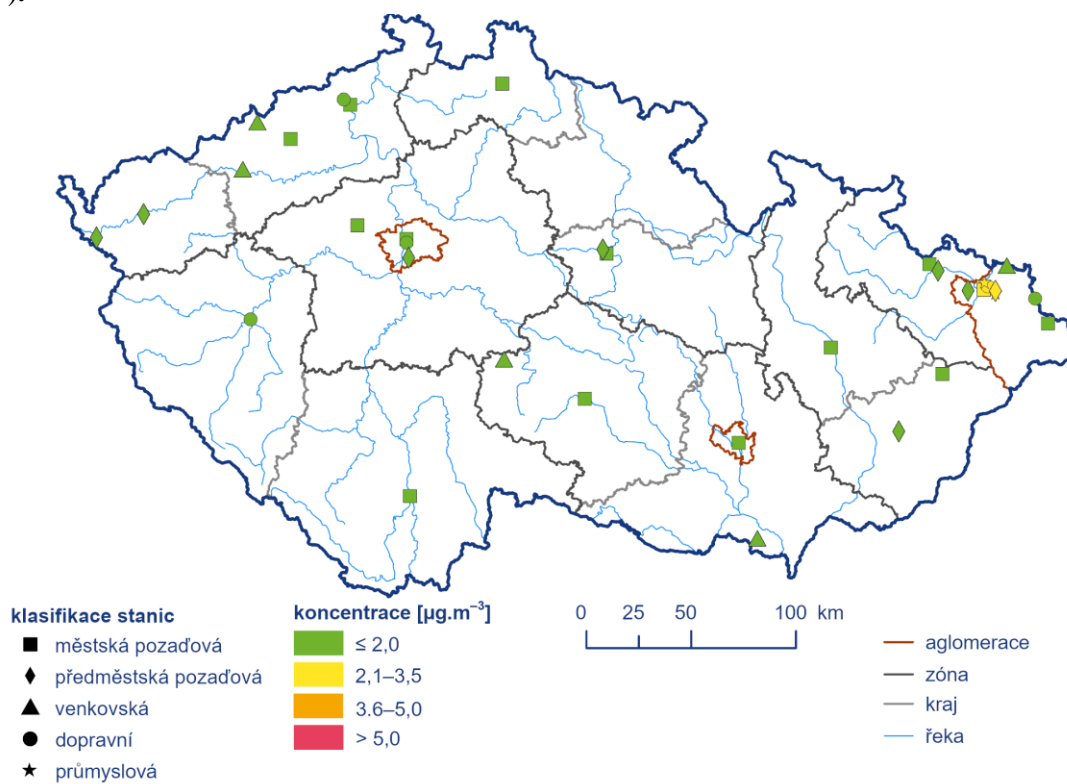 ).
klasifikace stanic
městská pozaďová
předměstská pozaďová
venkovská
dopravní
průmyslová
koncentrace [µg.m⁻³]
≤ 2,0
2,1–3,5
3.6–5,0
> 5,0
0 25 50 100 km
aglomerace
zóna
kraj
řeka